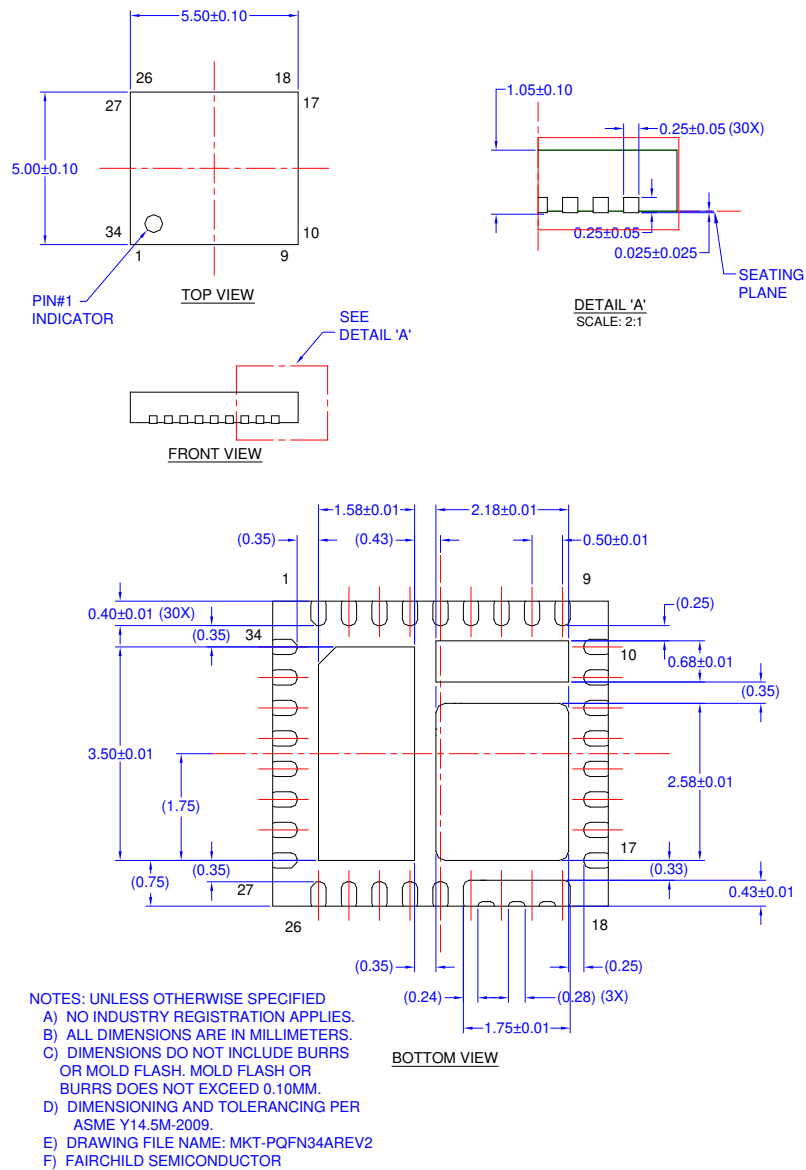 5.50±0.10
26
18
27
17
5.00±0.10
34
10
1
9
PIN#1
INDICATOR
TOP VIEW
1.05±0.10
0.25±0.05 (30X)
0.25±0.05
0.025±0.025
SEATING
PLANE
DETAIL 'A'
SCALE: 2:1
SEE
DETAIL 'A'
FRONT VIEW
1.58±0.01
2.18±0.01
(0.35)
(0.43)
0.50±0.01
1
9
0.40±0.01 (30X)
(0.25)
34
(0.35)
10
0.68±0.01
(0.35)
3.50±0.01
2.58±0.01
(1.75)
17
(0.35)
(0.33)
(0.75)
27
0.43±0.01
26
18
(0.35)
(0.25)
(0.24)
(0.28) (3X)
1.75±0.01
BOTTOM VIEW
NOTES: UNLESS OTHERWISE SPECIFIED
A) NO INDUSTRY REGISTRATION APPLIES.
B) ALL DIMENSIONS ARE IN MILLIMETERS.
C) DIMENSIONS DO NOT INCLUDE BURRS
OR MOLD FLASH. MOLD FLASH OR
BURRS DOES NOT EXCEED 0.10MM.
D) DIMENSIONING AND TOLERANCING PER
ASME Y14.5M-2009.
E) DRAWING FILE NAME: MKT-PQFN34AREV2
F) FAIRCHILD SEMICONDUCTOR